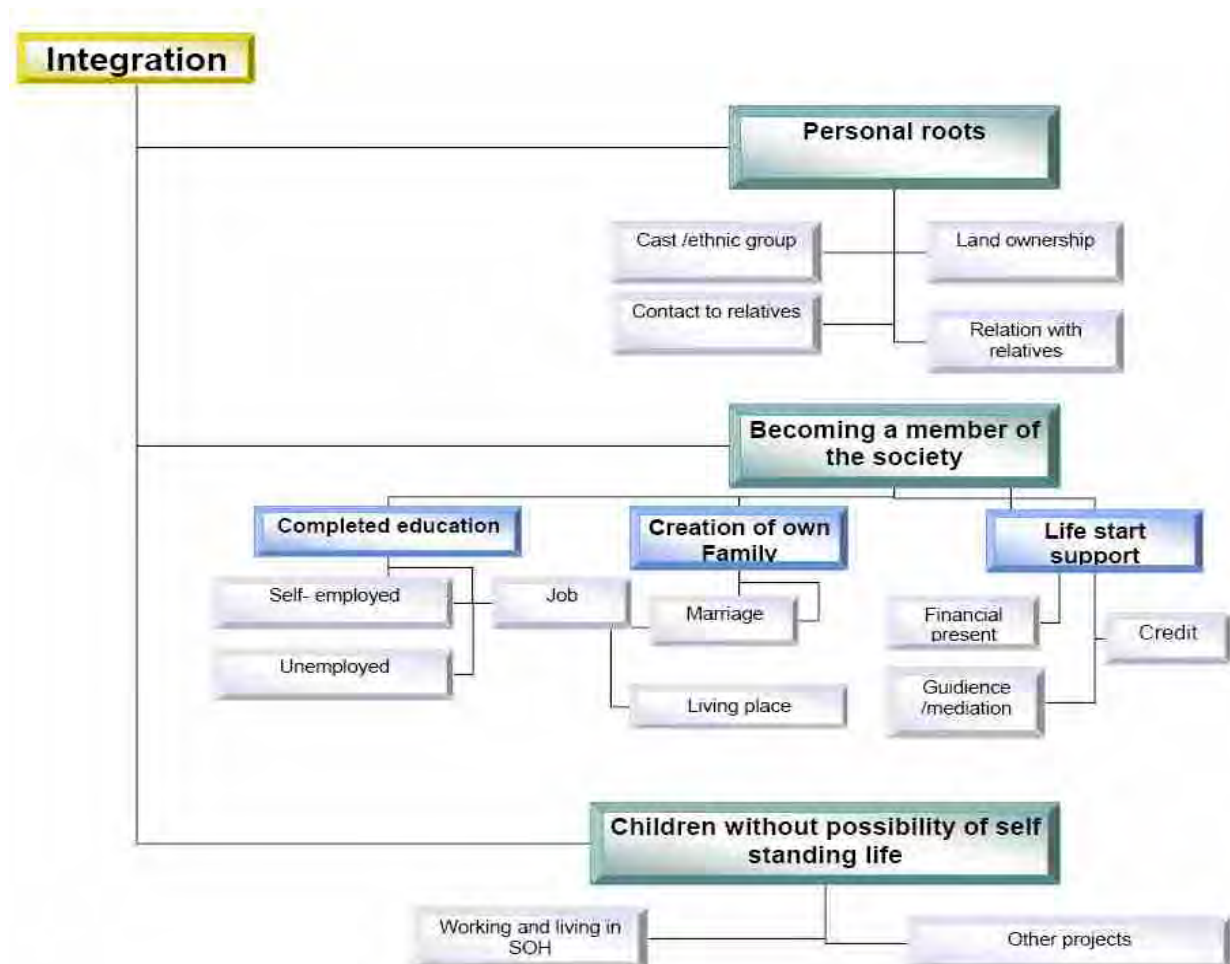 Integration
Personal roots
Cast /ethnic group
Land ownership
Contact to relatives
Relation with
relatives
Becoming a member of
the society
Completed education
Creation of own
Family
Life start
support
Self- employed
Job
Marriage
Financial
present
Credit
Unemployed
Living place
Guidience
/mediation
Children without possibility of self
standing life
Working and living in
SOH
Other projects